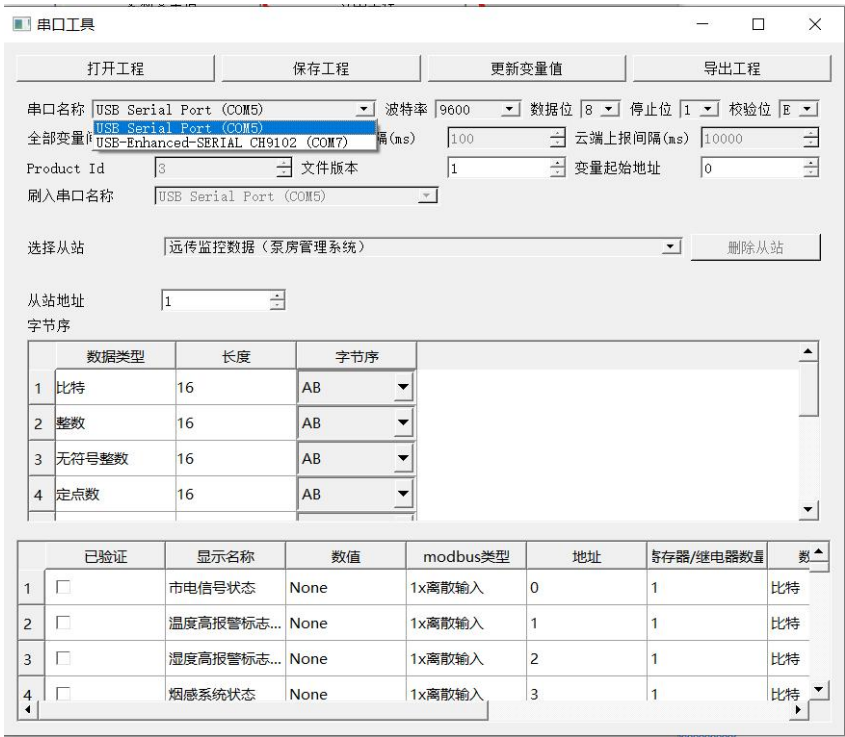 串口工具
打开工程 保存工程 更新变量值 导出工程
串口名称 USB Serial Port (COM5) 波特率 9600 数据位 8 停止位 1 校验位 E
USB Serial Port (COM5)
USB-Enhanced-SERIAL CH9102 (COM7)
全部变量 隔(ms) 100 云端上报间隔(ms) 10000
Product Id 3 文件版本 1 变量起始地址 0
刷入串口名称 USB Serial Port (COM5)
选择从站 远传监控数据（泵房管理系统） 删除从站
从站地址 1
字节序
数据类型 长度 字节序
1 比特 16 AB
2 整数 16 AB
3 无符号整数 16 AB
4 定点数 16 AB
已验证 显示名称 数值 modbus类型 地址 寄存器/继电器数量 数
1 市电信号状态 None 1x离散输入 0 1 比特
2 温度高报警标志... None 1x离散输入 1 1 比特
3 湿度高报警标志... None 1x离散输入 2 1 比特
4 烟感系统状态 None 1x离散输入 3 1 比特